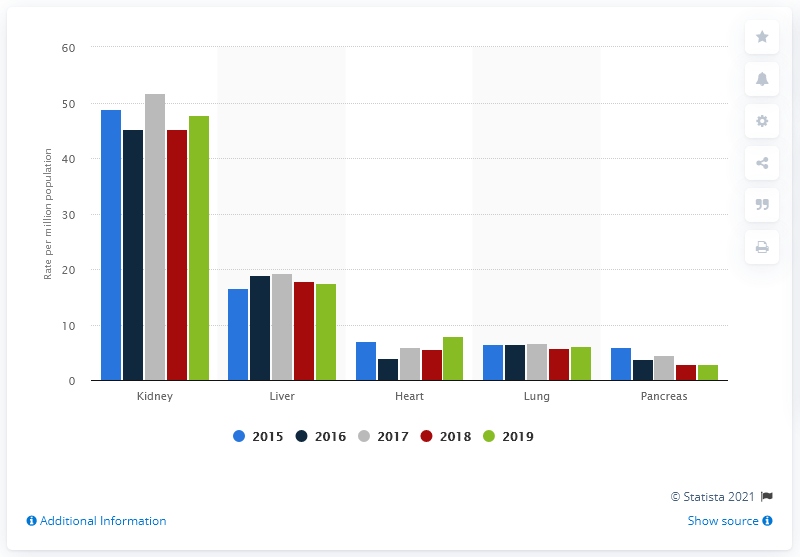 60
50
40
30
20
10
0
Rate per million population
Kidney Liver Heart Lung Pancreas
2015 2016 2017 2018 2019
© Statista 2021
Additional Information Show source